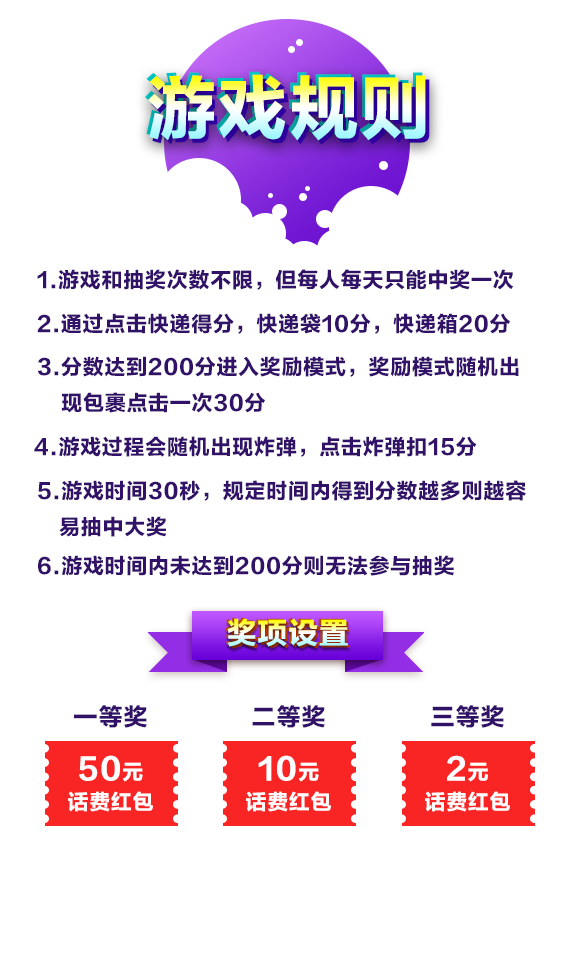 游戏规则
1.游戏和抽奖次数不限，但每人每天只能中奖一次
2.通过点击快递得分，快递袋10分，快递箱20分
3.分数达到200分进入奖励模式，奖励模式随机出
现包裹点击一次30分
4.游戏过程会随机出现炸弹，点击炸弹扣15分
5.游戏时间30秒，规定时间内得到分数越多则越容
易抽中大奖
6.游戏时间内未达到200分则无法参与抽奖
奖项设置
一等奖 二等奖 三等奖
50元 10元 2元
话费红包 话费红包 话费红包